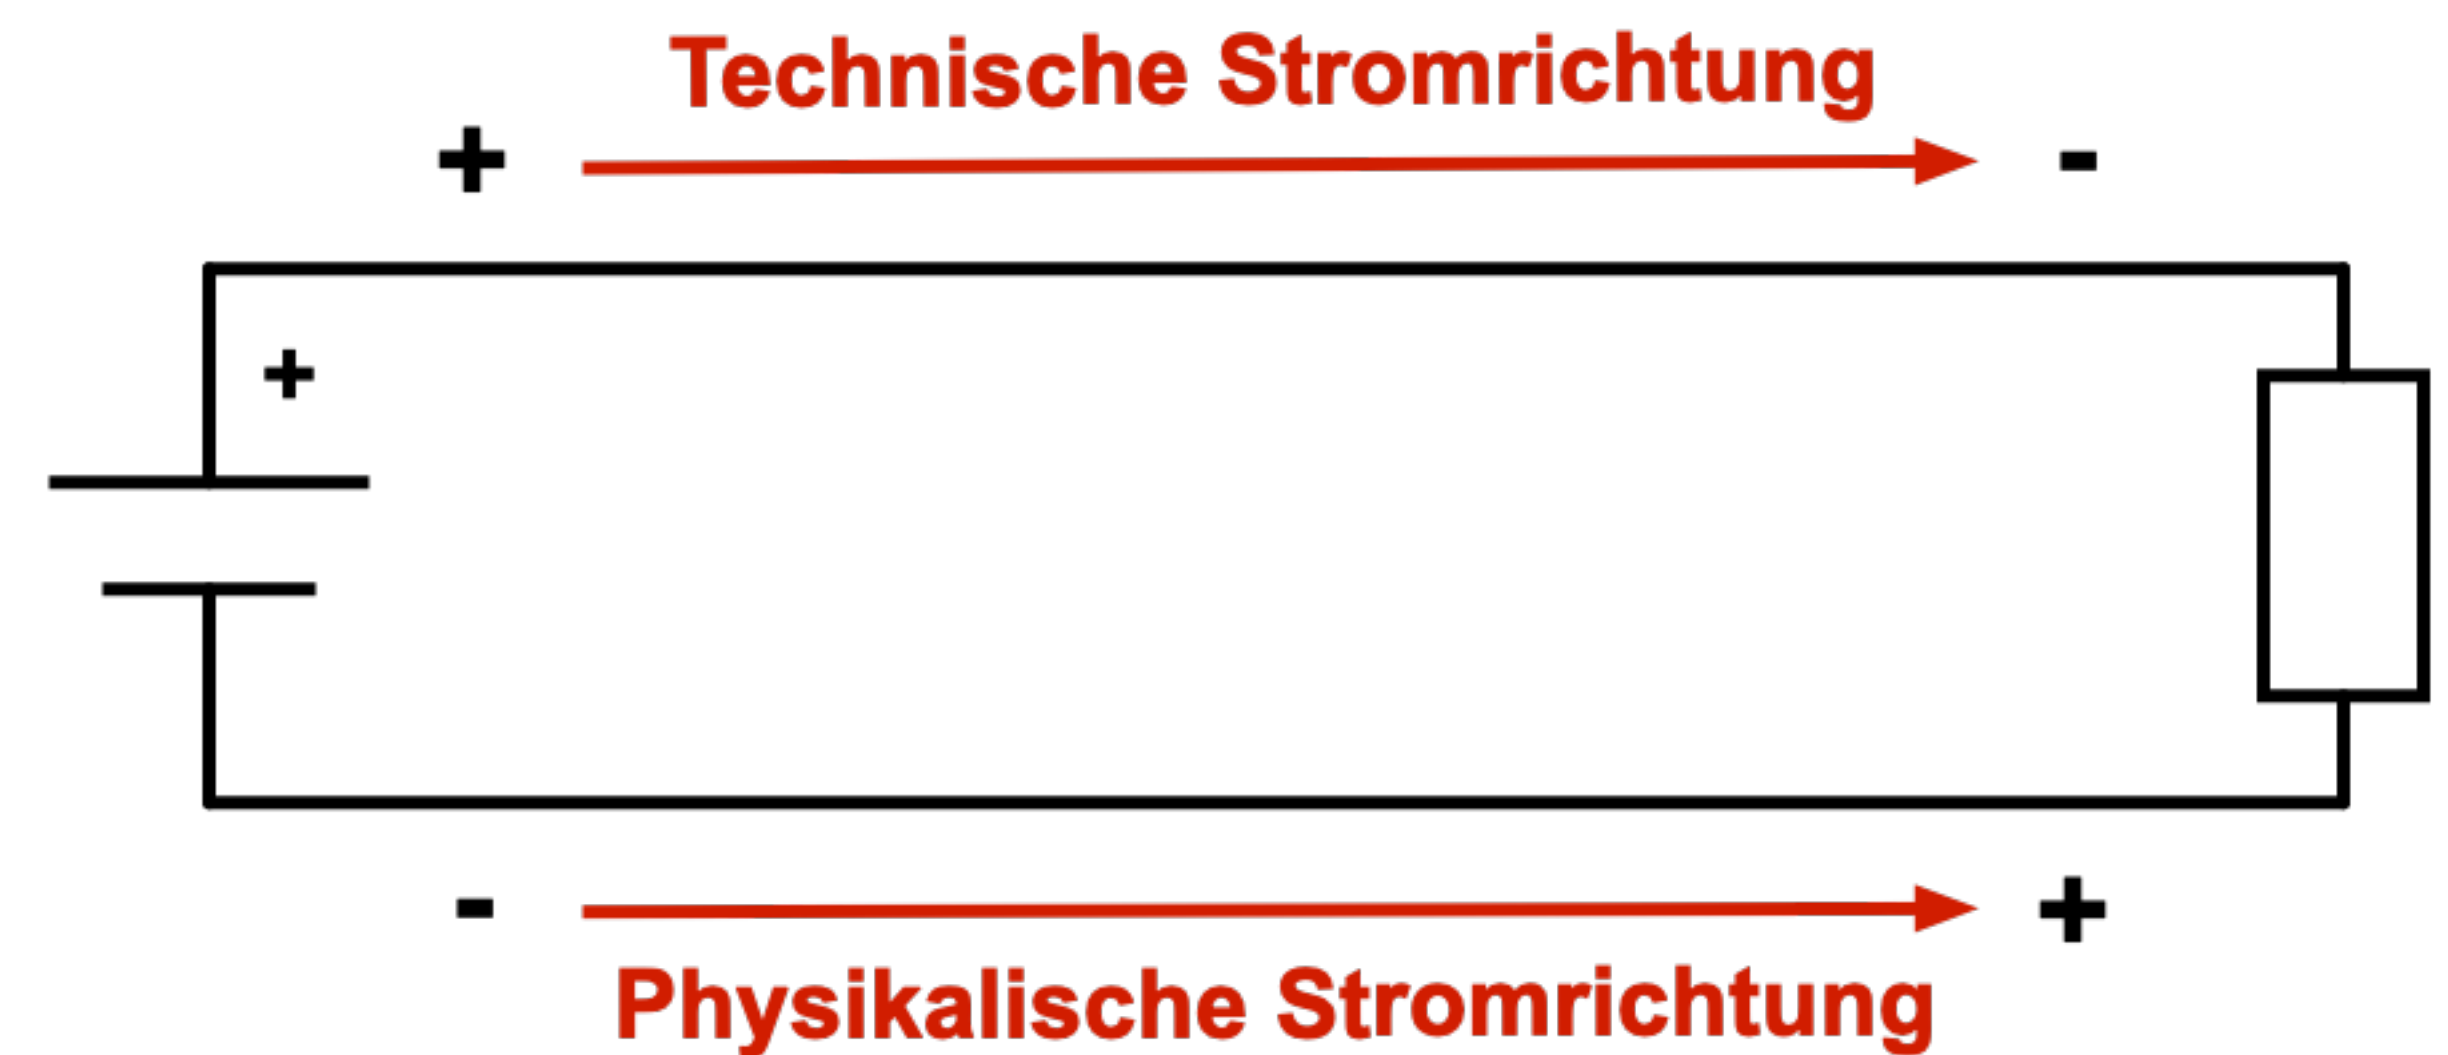 Technische Stromrichtung
+ -
+
- +
Physikalische Stromrichtung